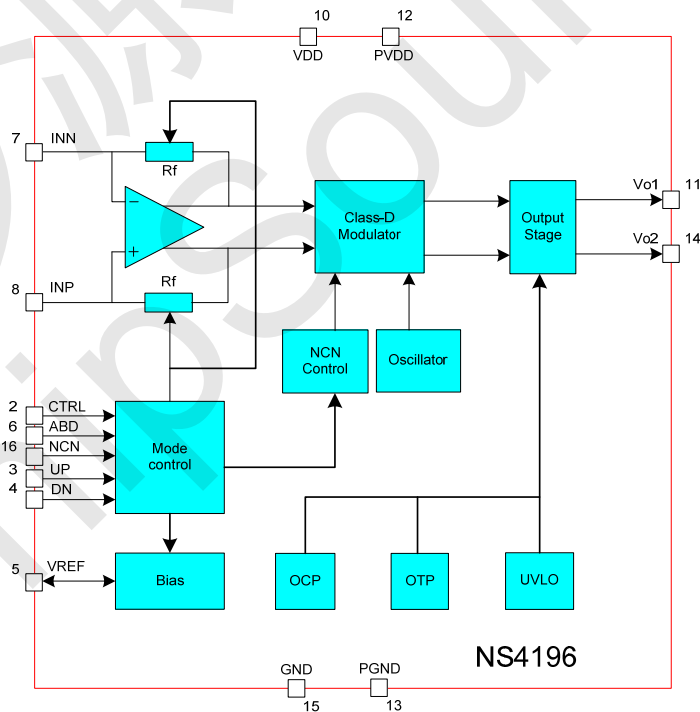 10
12
VDD
PVDD
7
INN
Rf
−
+
8
INP
Rf
Class-D
Modulator
Output
Stage
Vo1
11
Vo2
14
NCN
Control
Oscillator
2
CTRL
6
ABD
16
NCN
3
UP
4
DN
Mode
control
5
VREF
Bias
OCP
OTP
UVLO
NS4196
GND
PGND
15
13